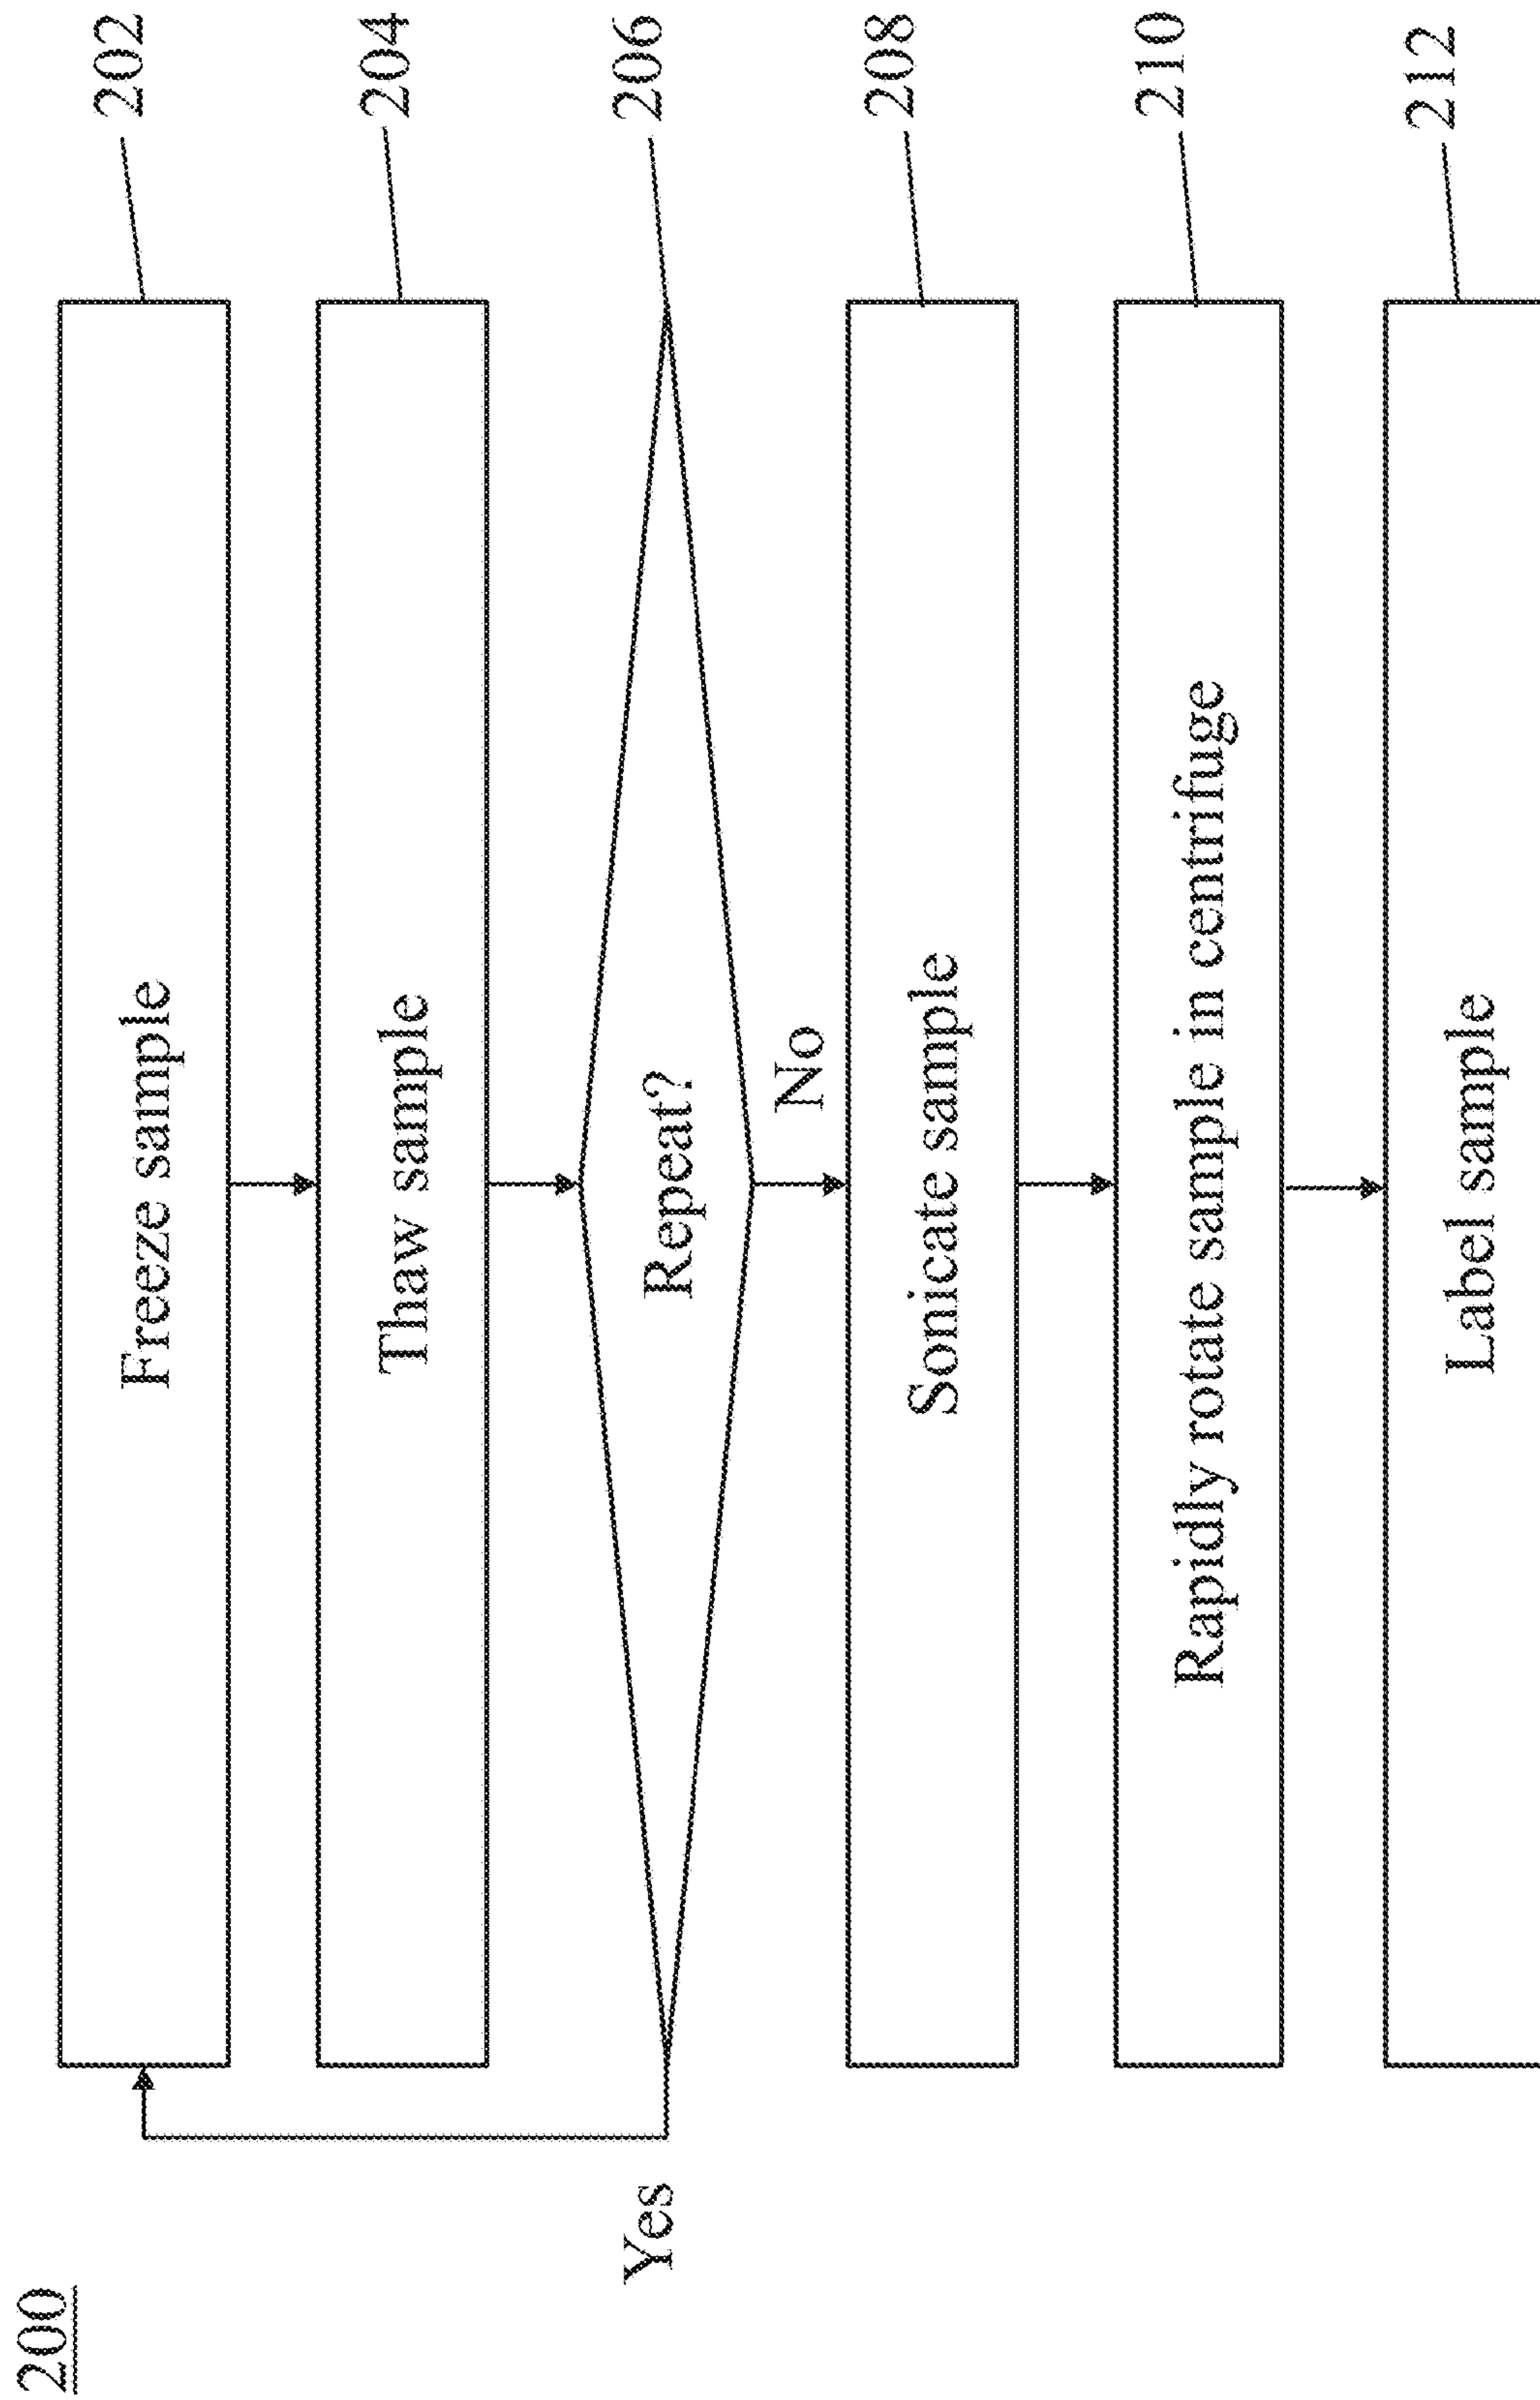 200
Freeze sample
202
Thaw sample
204
Repeat?
206
Yes
No
Sonicate sample
208
Rapidly rotate sample in centrifuge
210
Label sample
212